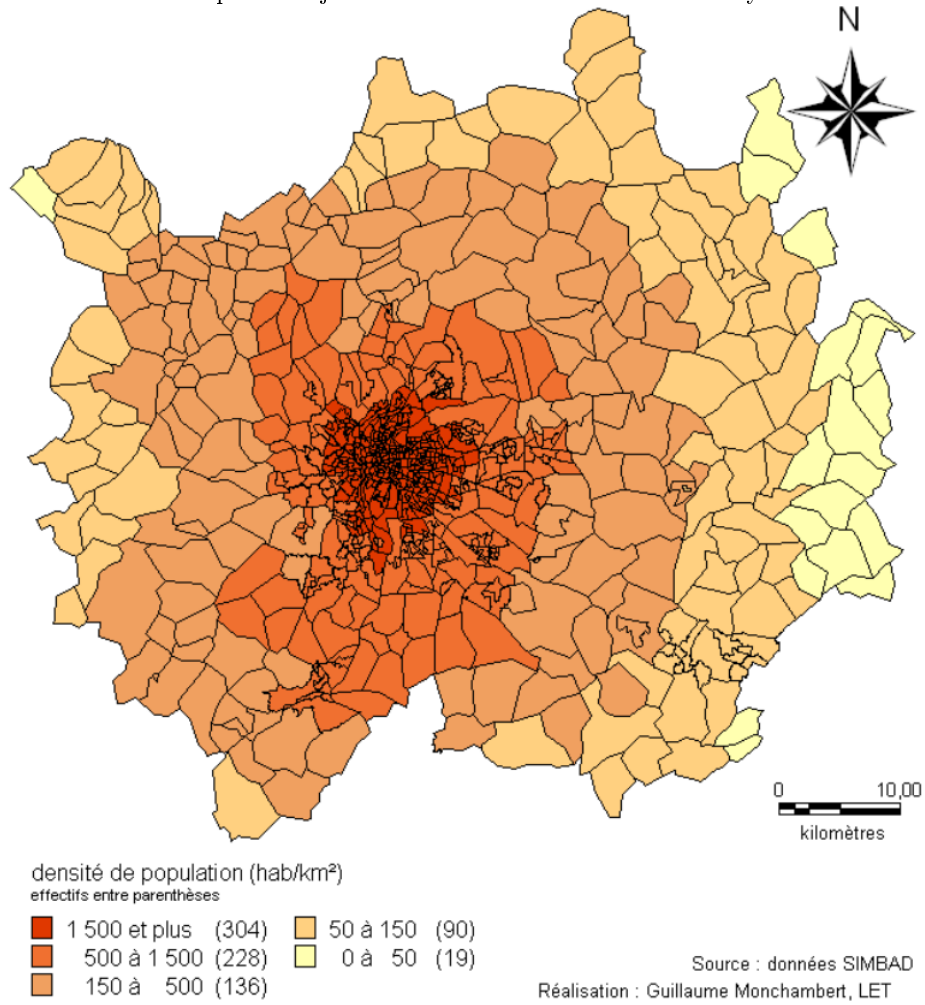 N
0 10,00
kilomètres
densité de population (hab/km²)
effectifs entre parenthèses
1 500 et plus (304)
500 à 1 500 (228)
150 à 500 (136)
50 à 150 (90)
0 à 50 (19)
Source : données SIMBAD
Réalisation : Guillaume Monchambert, LET